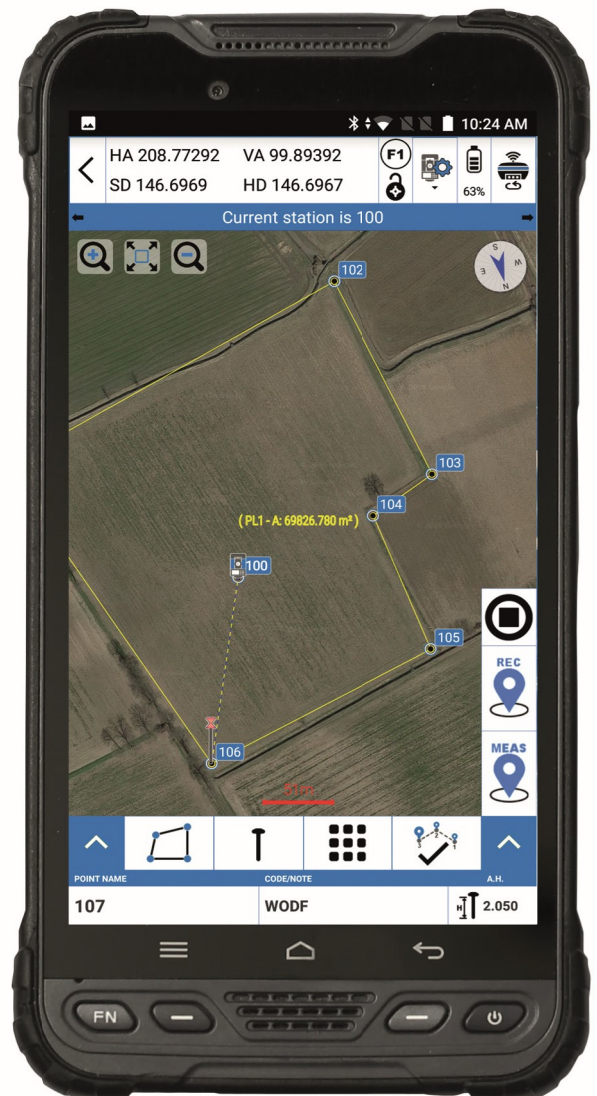 10:24 AM
HA 208.77292 VA 99.89392 F1
SD 146.6969 HD 146.6967 63%
Current station is 100
S
W
E
N
102
103
104
( PL1 - A: 69826.780 m² )
100
105
REC
106
MEAS
POINT NAME CODE/NOTE A.H.
107 WODF H 2.050
FN